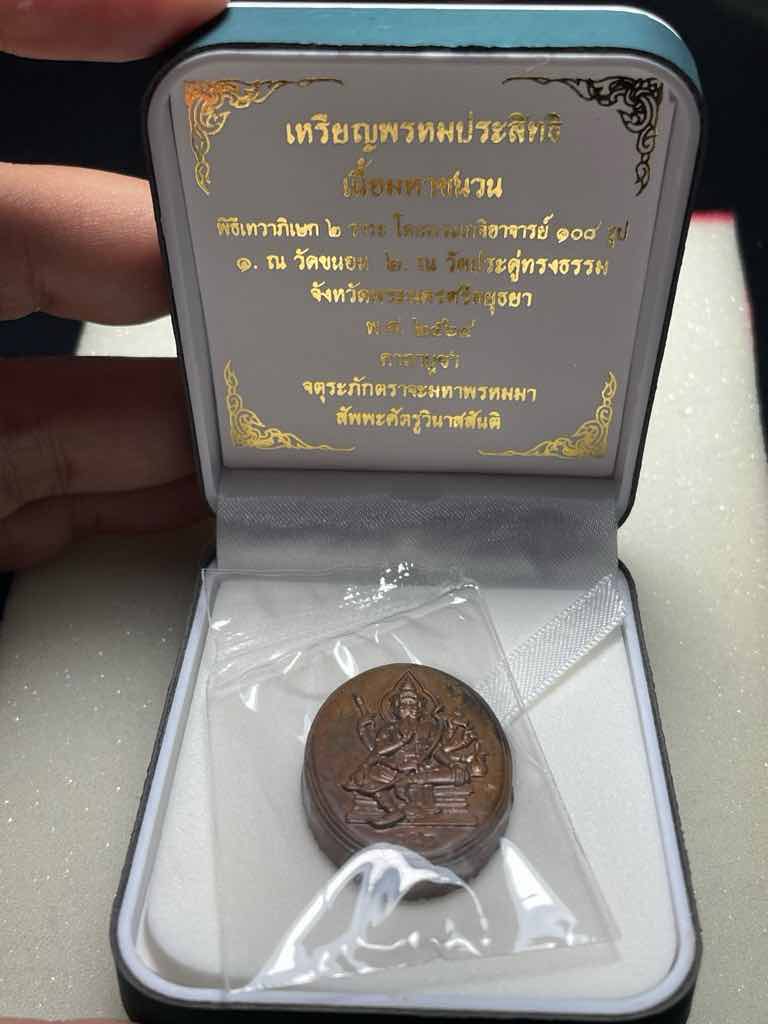 เหรียญพรหมประสิทธิ
เนื้อมหาชนวน
พิธีเทวาภิเษก ๒ วาระ โดยคณาจารย์ ๑๐๘ รูป
๑. ณ วัดขนอน ๒. ณ วัดประดู่ทรงธรรม
จังหวัดพระนครศรีอยุธยา
พ.ศ. ๒๕๖๔
คาถาบูชา
จตุระภักตราจะมหาพรหมมา
สัพพะศัตรูวินาสสันติ